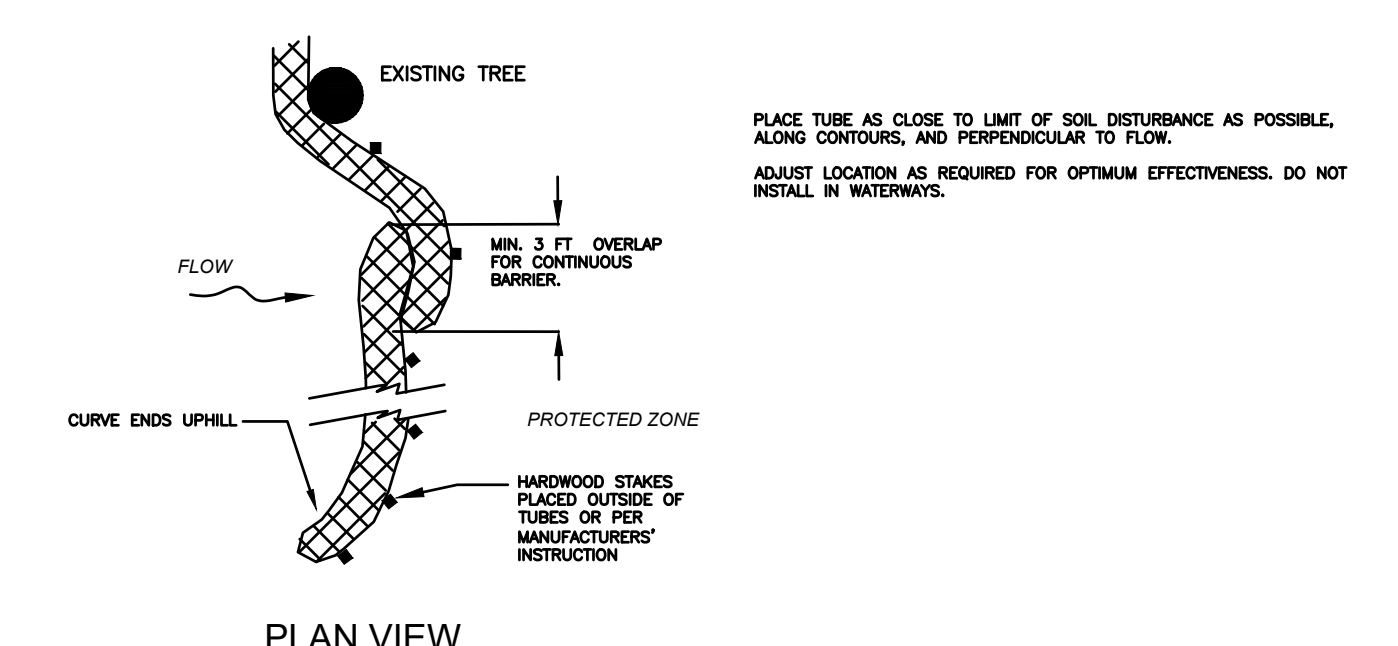 EXISTING TREE
PLACE TUBE AS CLOSE TO LIMIT OF SOIL DISTURBANCE AS POSSIBLE,
ALONG CONTOURS, AND PERPENDICULAR TO FLOW.
ADJUST LOCATION AS REQUIRED FOR OPTIMUM EFFECTIVENESS. DO NOT
INSTALL IN WATERWAYS.
MIN. 3 FT OVERLAP
FOR CONTINUOUS
BARRIER.
FLOW
CURVE ENDS UPHILL
PROTECTED ZONE
HARDWOOD STAKES
PLACED OUTSIDE OF
TUBES OR PER
MANUFACTURERS'
INSTRUCTION
PLAN VIEW